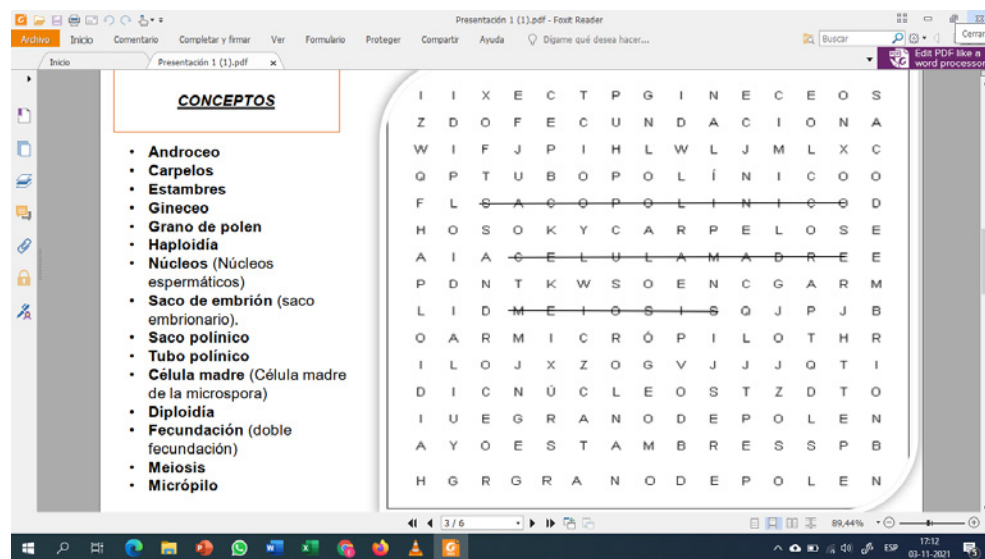 Presentación 1 (1).pdf - Foxit Reader
Cerrar
Archivo Inicio Comentario Completar y firmar Ver Formulario Proteger Compartir Ayuda Dígame qué desea hacer... Buscar
Inicio Presentación 1 (1).pdf
Edit PDF like a
word processor
CONCEPTOS
• Androceo
• Carpelos
• Estambres
• Gineceo
• Grano de polen
• Haploidía
• Núcleos (Núcleos
espermáticos)
• Saco de embrión (saco
embrionario).
• Saco polínico
• Tubo polínico
• Célula madre (Célula madre
de la microspora)
• Diploidía
• Fecundación (doble
fecundación)
• Meiosis
• Micrópilo
I I X E C T P G I N E C E O S
Z D O F E C U N D A C I O N A
W I F J P I H L W L J M L X C
Q P T U B O P O L Í N I C O O
F L S A C O P O L I N I C O D
H O S O K Y C A R P E L O S E
A I A C E L U L A M A D R E E
P D N T K W S O E N C G A R M
L I D M E I O S I S Q J P J B
O A R M I C R Ó P I L O T H R
I L O J X Z O G V J J J Q T I
D I C N Ú C L E O S T Z D T O
I U E G R A N O D E P O L E N
A Y O E S T A M B R E S S P B
H G R G R A N O D E P O L E N
3 / 6
89,44%
ESP
17:12
03-11-2021